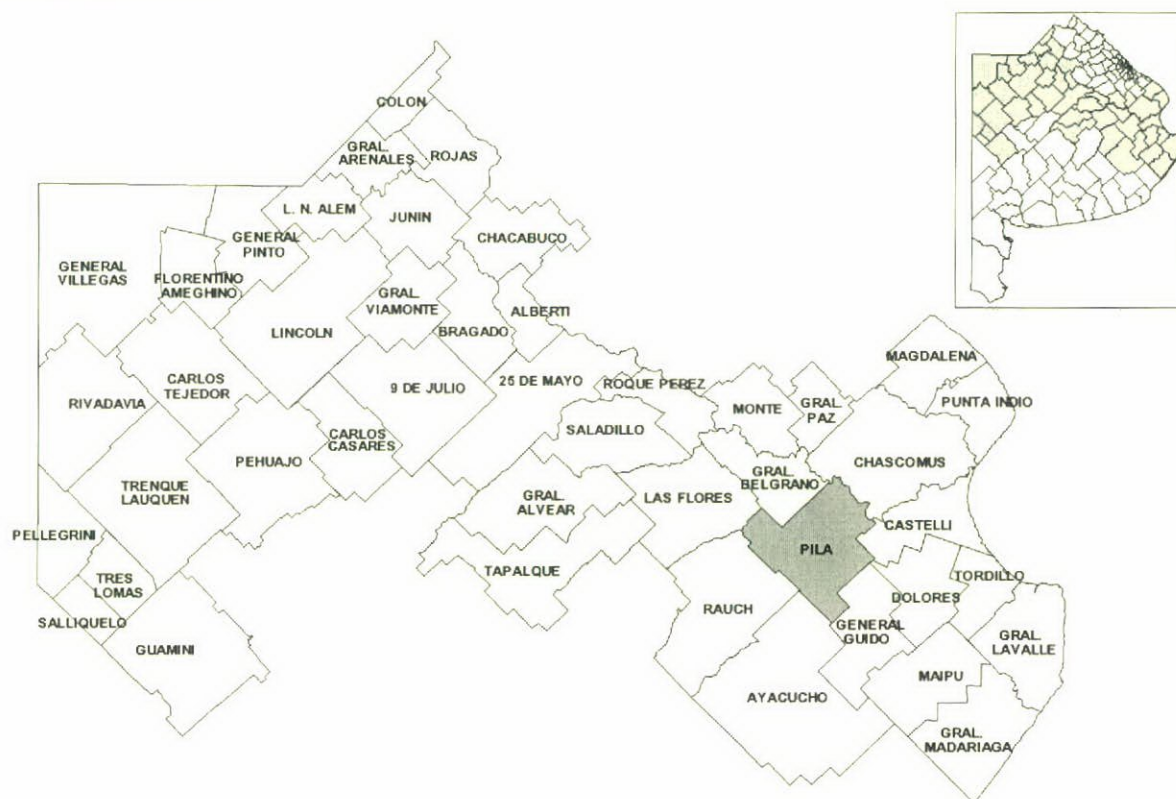 COLON
GRAL.
ARENALES
ROJAS
L. N. ALEM
JUNIN
CHACABUCO
GENERAL
PINTO
GENERAL
VILLEGAS
FLORENTINO
AMEGHINO
GRAL.
VIAMONTE
ALBERTI
LINCOLN
BRAGADO
MAGDALENA
CARLOS
TEJEDOR
9 DE JULIO
25 DE MAYO
ROQUE PEREZ
RIVADAVIA
MONTE
GRAL.
PAZ
PUNTA INDIO
SALADILLO
CARLOS
CASARES
PEHUAJO
CHASCOMUS
TRENQUE
LAUQUEN
GRAL.
BELGRANO
LAS FLORES
GRAL.
ALVEAR
CASTELLI
PELLEGRINI
PILA
TRES
LOMAS
TAPALQUE
TORDILLO
DOLORES
RAUCH
SALLIQUELO
GENERAL
GUIDO
GRAL.
LAVALLE
GUAMINI
MAIPU
AYACUCHO
GRAL.
MADARIAGA